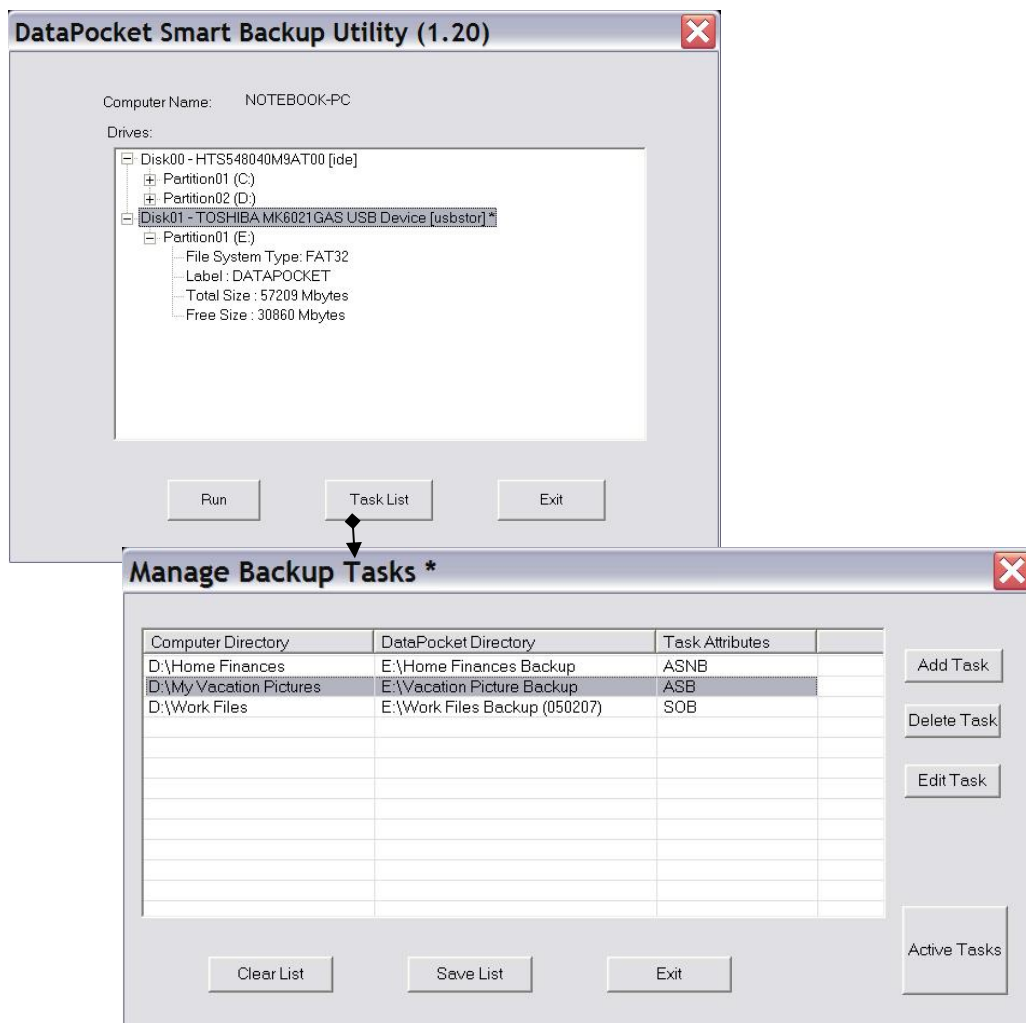 DataPocket Smart Backup Utility (1.20)
Computer Name: NOTEBOOK-PC
Drives:
Disk00 - HTS548040M9AT00 [ide]
Partition01 (C:)
Partition02 (D:)
Disk01 - TOSHIBA MK6021GAS USB Device [usbstor] *
Partition01 (E:)
File System Type: FAT32
Label : DATAPOCKET
Total Size : 57209 Mbytes
Free Size : 30860 Mbytes
Run Task List Exit
Manage Backup Tasks *
Computer Directory DataPocket Directory Task Attributes
D:\Home Finances E:\Home Finances Backup ASNB
D:\My Vacation Pictures E:\Vacation Picture Backup ASB
D:\Work Files E:\Work Files Backup (050207) SOB
Add Task
Delete Task
Edit Task
Active Tasks
Clear List Save List Exit